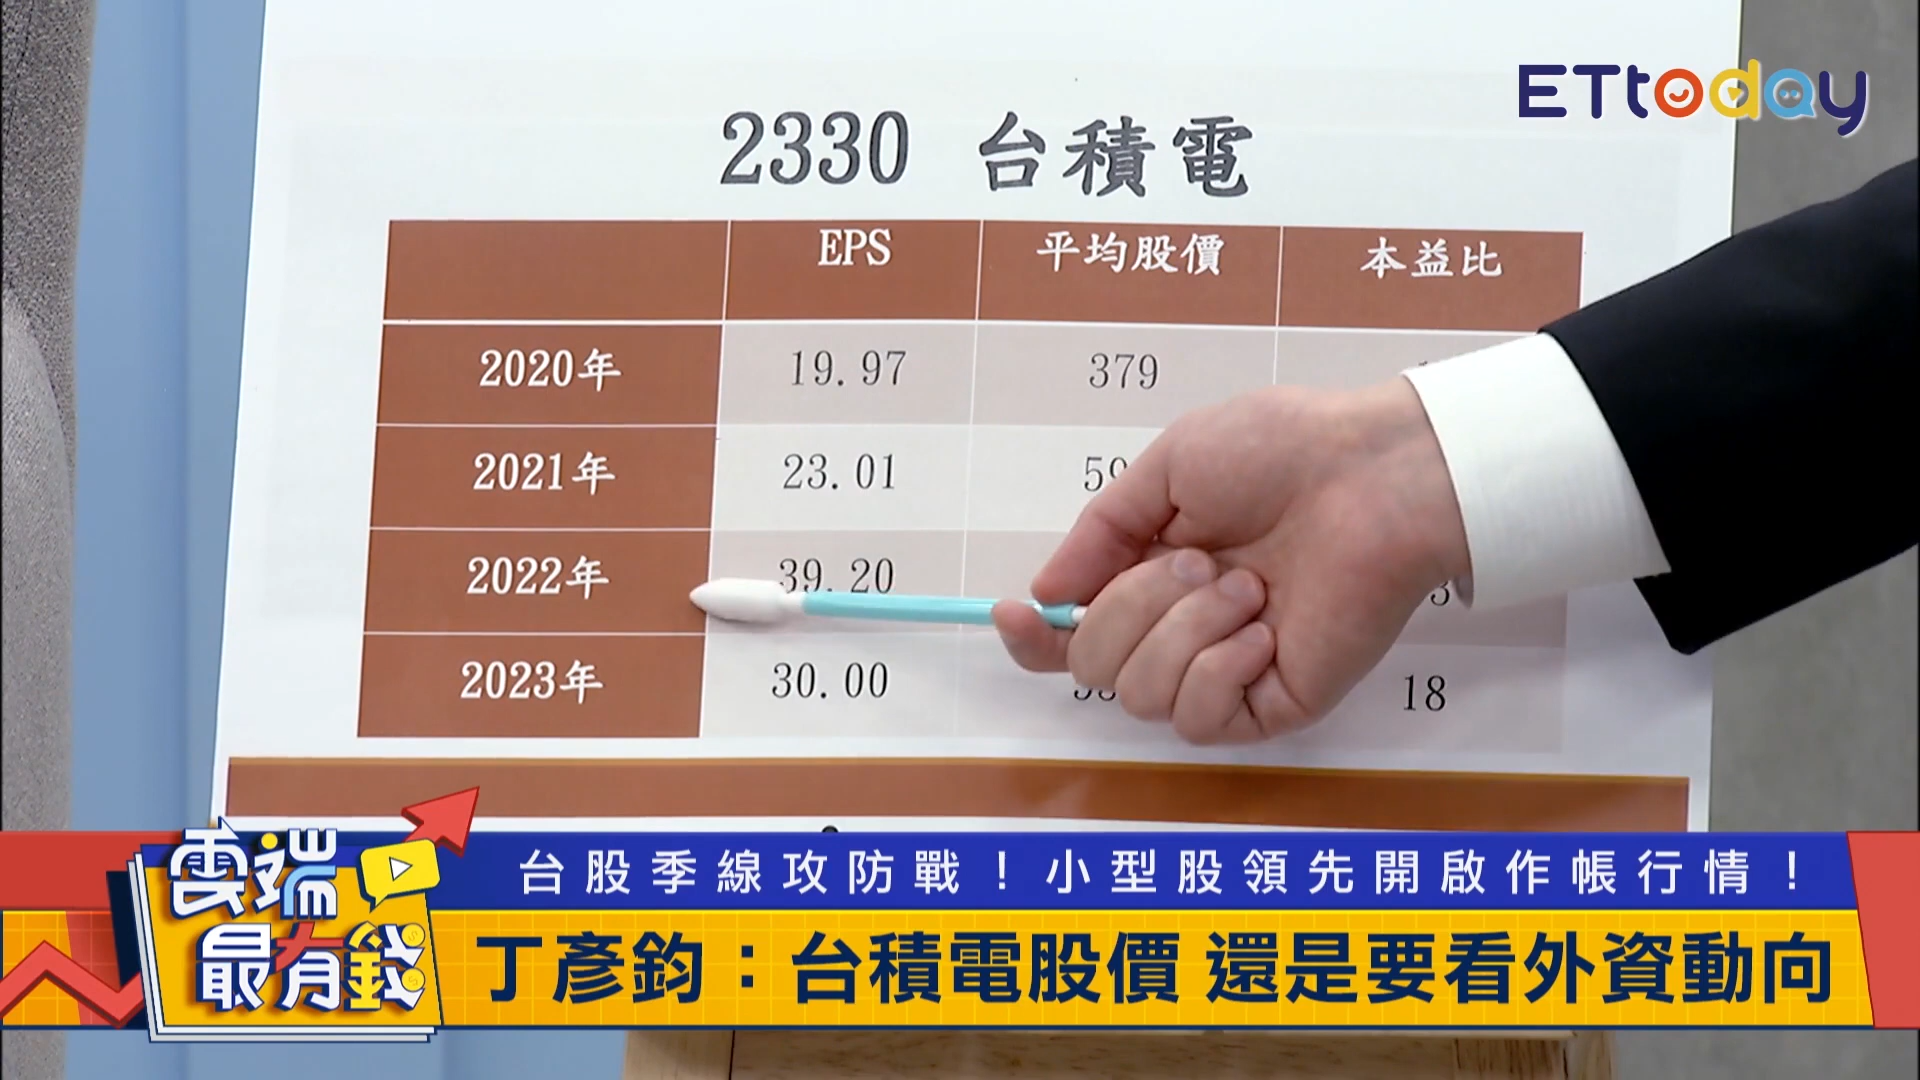 ETtoday
2330 台積電
EPS 平均股價 本益比
2020年 19.97 379
2021年 23.01
2022年 39.20
2023年 30.00 18
雲端最有錢
台股季線攻防戰！小型股領先開啟作帳行情！
丁彥鈞：台積電股價 還是要看外資動向